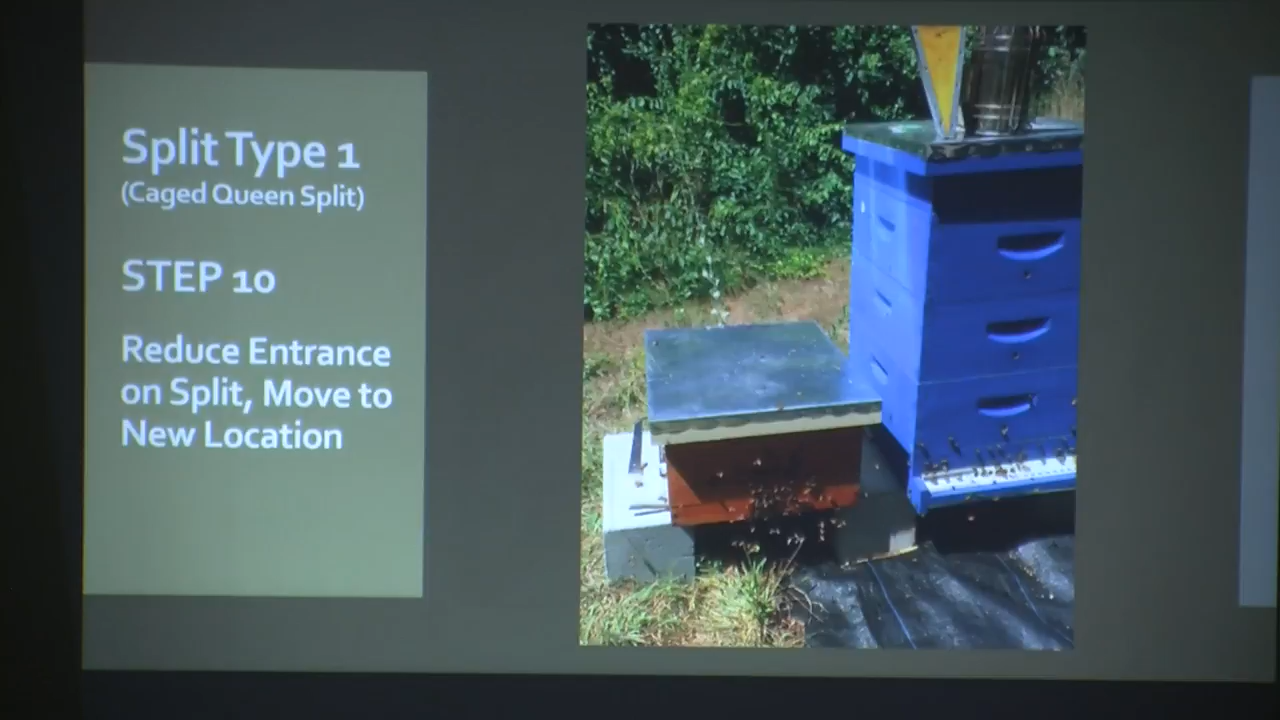 Split Type 1
(Caged Queen Split)
STEP 10
Reduce Entrance
on Split, Move to
New Location